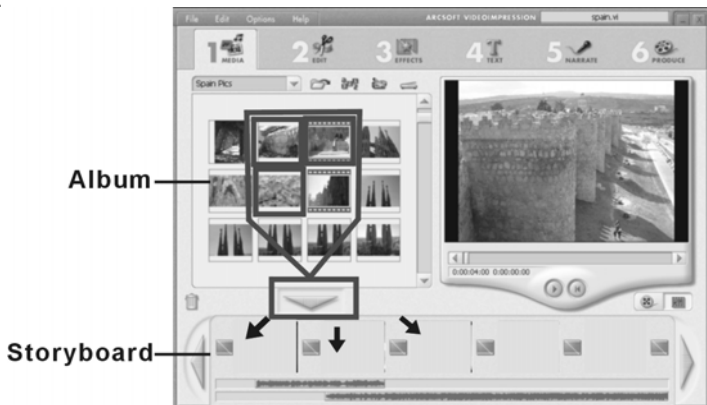 File Edit Options Help ARCSOFT VIDEOIMPRESSION spain.vi
1 MEDIA 2 EDIT 3 EFFECTS 4 TEXT 5 NARRATE 6 PRODUCE
Spain Pics
Album
0:00:04:00 0:00:00:00
Storyboard